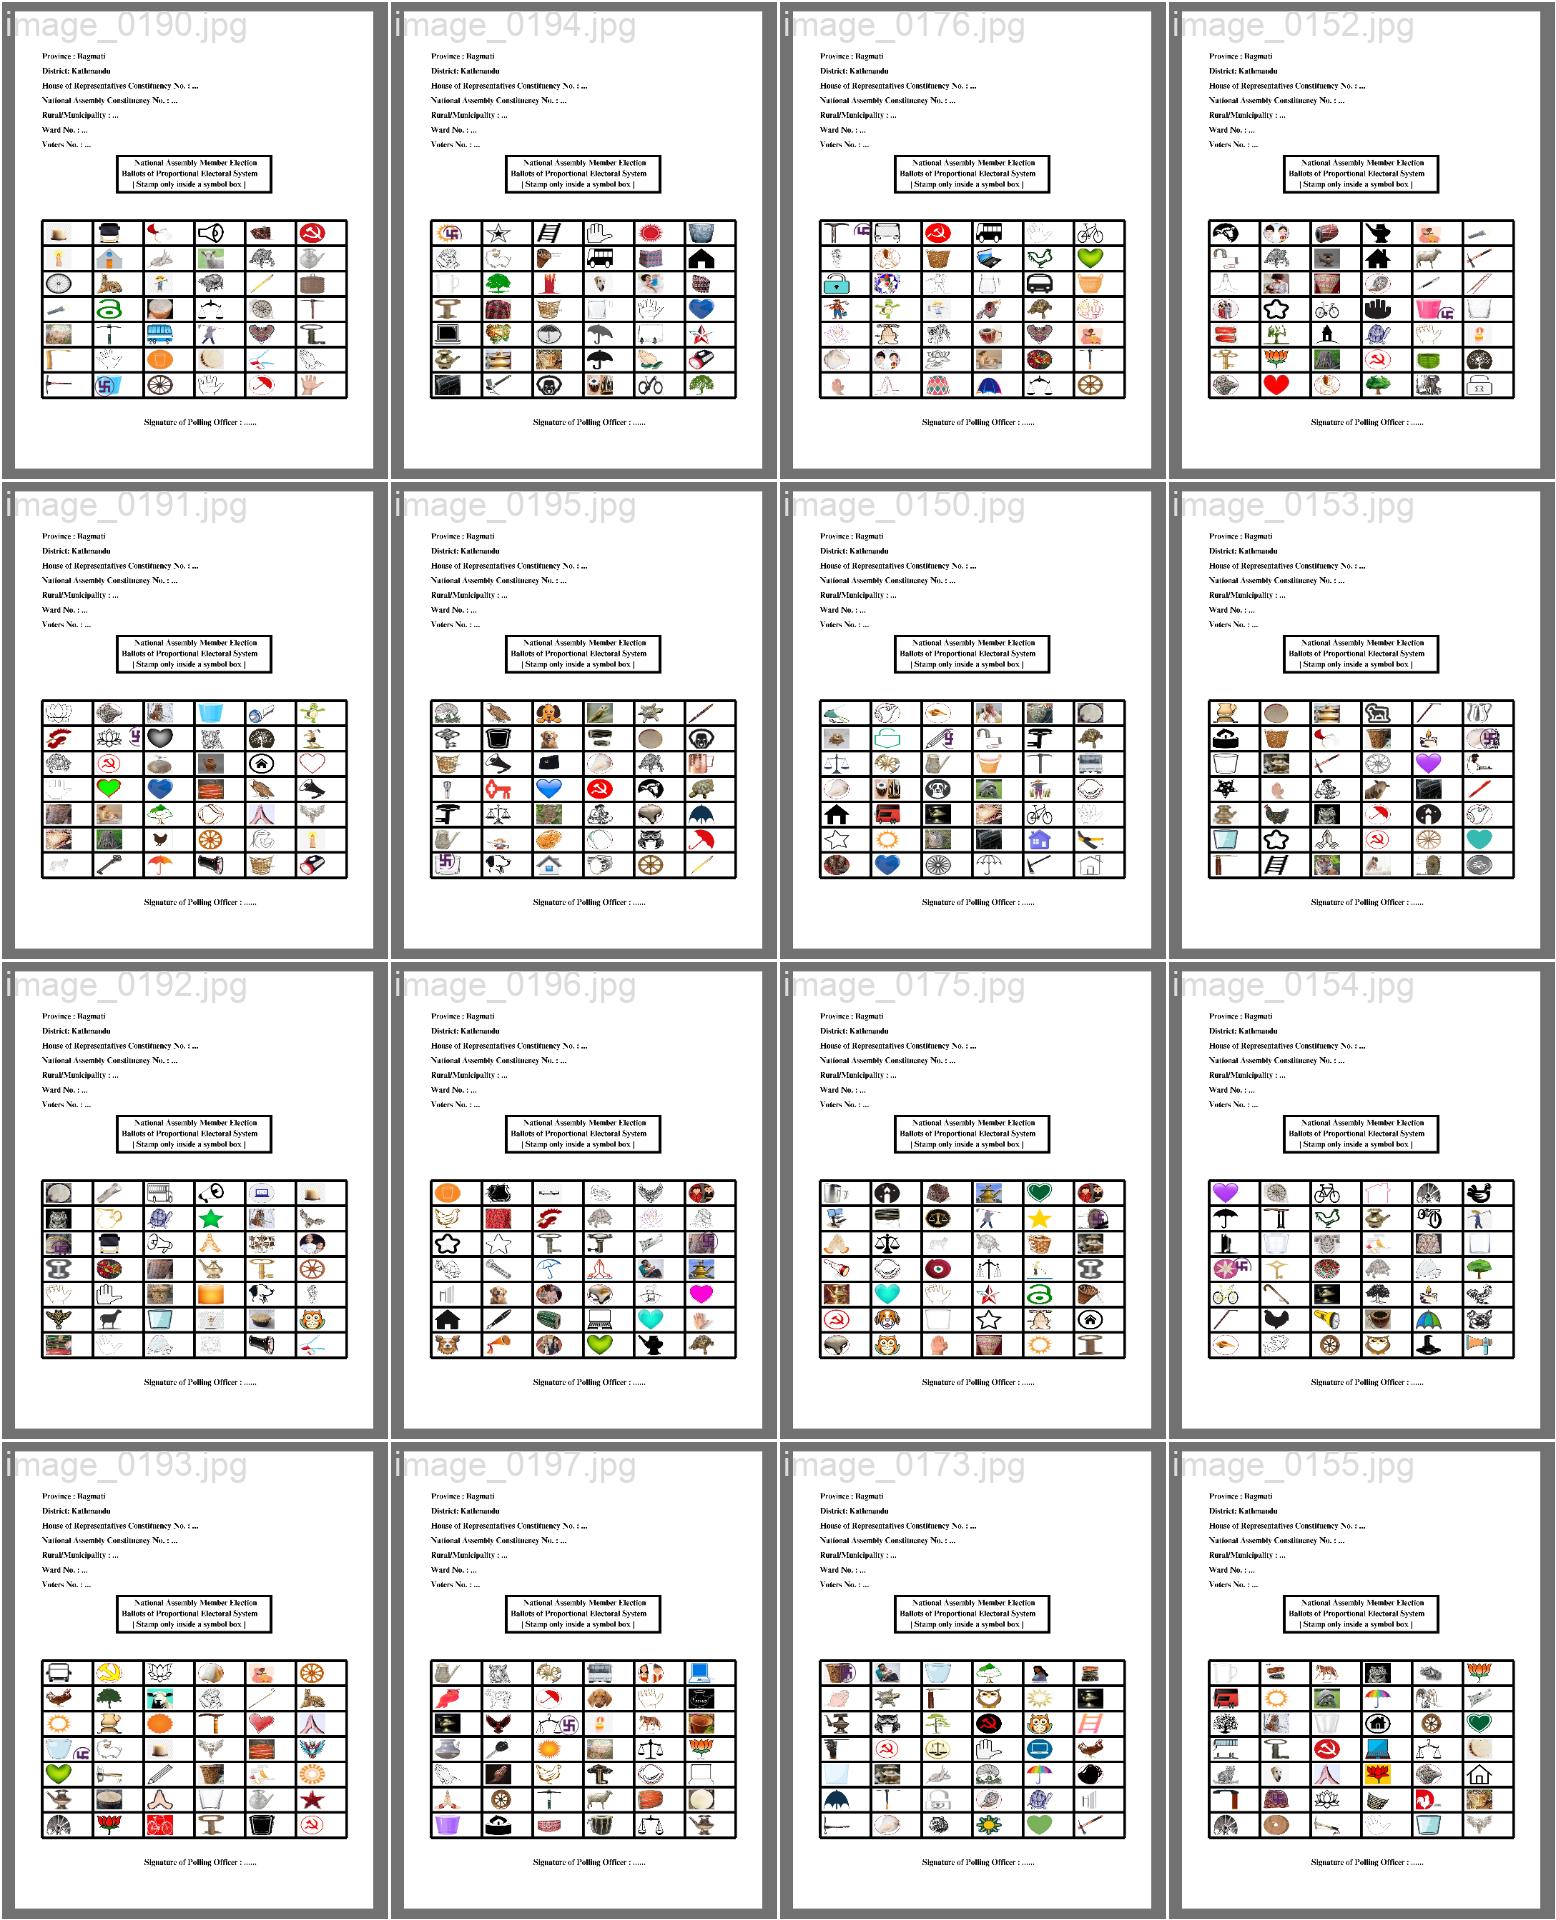 image_0190.jpg
Province : Bagmati
District: Kathmandu
House of Representatives Constituency No. : ...
National Assembly Constituency No. : ...
Rural/Municipality : ...
Ward No. : ...
Voters No. : ...
National Assembly Member Election
Ballots of Proportional Electoral System
[ Stamp only inside a symbol box ]
Signature of Polling Officer : ......
image_0194.jpg
Province : Bagmati
District: Kathmandu
House of Representatives Constituency No. : ...
National Assembly Constituency No. : ...
Rural/Municipality : ...
Ward No. : ...
Voters No. : ...
National Assembly Member Election
Ballots of Proportional Electoral System
[ Stamp only inside a symbol box ]
Signature of Polling Officer : ......
image_0176.jpg
Province : Bagmati
District: Kathmandu
House of Representatives Constituency No. : ...
National Assembly Constituency No. : ...
Rural/Municipality : ...
Ward No. : ...
Voters No. : ...
National Assembly Member Election
Ballots of Proportional Electoral System
[ Stamp only inside a symbol box ]
Signature of Polling Officer : ......
image_0152.jpg
Province : Bagmati
District: Kathmandu
House of Representatives Constituency No. : ...
National Assembly Constituency No. : ...
Rural/Municipality : ...
Ward No. : ...
Voters No. : ...
National Assembly Member Election
Ballots of Proportional Electoral System
[ Stamp only inside a symbol box ]
Signature of Polling Officer : ......
image_0191.jpg
Province : Bagmati
District: Kathmandu
House of Representatives Constituency No. : ...
National Assembly Constituency No. : ...
Rural/Municipality : ...
Ward No. : ...
Voters No. : ...
National Assembly Member Election
Ballots of Proportional Electoral System
[ Stamp only inside a symbol box ]
Signature of Polling Officer : ......
image_0195.jpg
Province : Bagmati
District: Kathmandu
House of Representatives Constituency No. : ...
National Assembly Constituency No. : ...
Rural/Municipality : ...
Ward No. : ...
Voters No. : ...
National Assembly Member Election
Ballots of Proportional Electoral System
[ Stamp only inside a symbol box ]
Signature of Polling Officer : ......
image_0150.jpg
Province : Bagmati
District: Kathmandu
House of Representatives Constituency No. : ...
National Assembly Constituency No. : ...
Rural/Municipality : ...
Ward No. : ...
Voters No. : ...
National Assembly Member Election
Ballots of Proportional Electoral System
[ Stamp only inside a symbol box ]
Signature of Polling Officer : ......
image_0153.jpg
Province : Bagmati
District: Kathmandu
House of Representatives Constituency No. : ...
National Assembly Constituency No. : ...
Rural/Municipality : ...
Ward No. : ...
Voters No. : ...
National Assembly Member Election
Ballots of Proportional Electoral System
[ Stamp only inside a symbol box ]
Signature of Polling Officer : ......
image_0192.jpg
Province : Bagmati
District: Kathmandu
House of Representatives Constituency No. : ...
National Assembly Constituency No. : ...
Rural/Municipality : ...
Ward No. : ...
Voters No. : ...
National Assembly Member Election
Ballots of Proportional Electoral System
[ Stamp only inside a symbol box ]
Signature of Polling Officer : ......
image_0196.jpg
Province : Bagmati
District: Kathmandu
House of Representatives Constituency No. : ...
National Assembly Constituency No. : ...
Rural/Municipality : ...
Ward No. : ...
Voters No. : ...
National Assembly Member Election
Ballots of Proportional Electoral System
[ Stamp only inside a symbol box ]
Signature of Polling Officer : ......
image_0175.jpg
Province : Bagmati
District: Kathmandu
House of Representatives Constituency No. : ...
National Assembly Constituency No. : ...
Rural/Municipality : ...
Ward No. : ...
Voters No. : ...
National Assembly Member Election
Ballots of Proportional Electoral System
[ Stamp only inside a symbol box ]
Signature of Polling Officer : ......
image_0154.jpg
Province : Bagmati
District: Kathmandu
House of Representatives Constituency No. : ...
National Assembly Constituency No. : ...
Rural/Municipality : ...
Ward No. : ...
Voters No. : ...
National Assembly Member Election
Ballots of Proportional Electoral System
[ Stamp only inside a symbol box ]
Signature of Polling Officer : ......
image_0193.jpg
Province : Bagmati
District: Kathmandu
House of Representatives Constituency No. : ...
National Assembly Constituency No. : ...
Rural/Municipality : ...
Ward No. : ...
Voters No. : ...
National Assembly Member Election
Ballots of Proportional Electoral System
[ Stamp only inside a symbol box ]
Signature of Polling Officer : ......
image_0197.jpg
Province : Bagmati
District: Kathmandu
House of Representatives Constituency No. : ...
National Assembly Constituency No. : ...
Rural/Municipality : ...
Ward No. : ...
Voters No. : ...
National Assembly Member Election
Ballots of Proportional Electoral System
[ Stamp only inside a symbol box ]
Signature of Polling Officer : ......
image_0173.jpg
Province : Bagmati
District: Kathmandu
House of Representatives Constituency No. : ...
National Assembly Constituency No. : ...
Rural/Municipality : ...
Ward No. : ...
Voters No. : ...
National Assembly Member Election
Ballots of Proportional Electoral System
[ Stamp only inside a symbol box ]
Signature of Polling Officer : ......
image_0155.jpg
Province : Bagmati
District: Kathmandu
House of Representatives Constituency No. : ...
National Assembly Constituency No. : ...
Rural/Municipality : ...
Ward No. : ...
Voters No. : ...
National Assembly Member Election
Ballots of Proportional Electoral System
[ Stamp only inside a symbol box ]
Signature of Polling Officer : ......